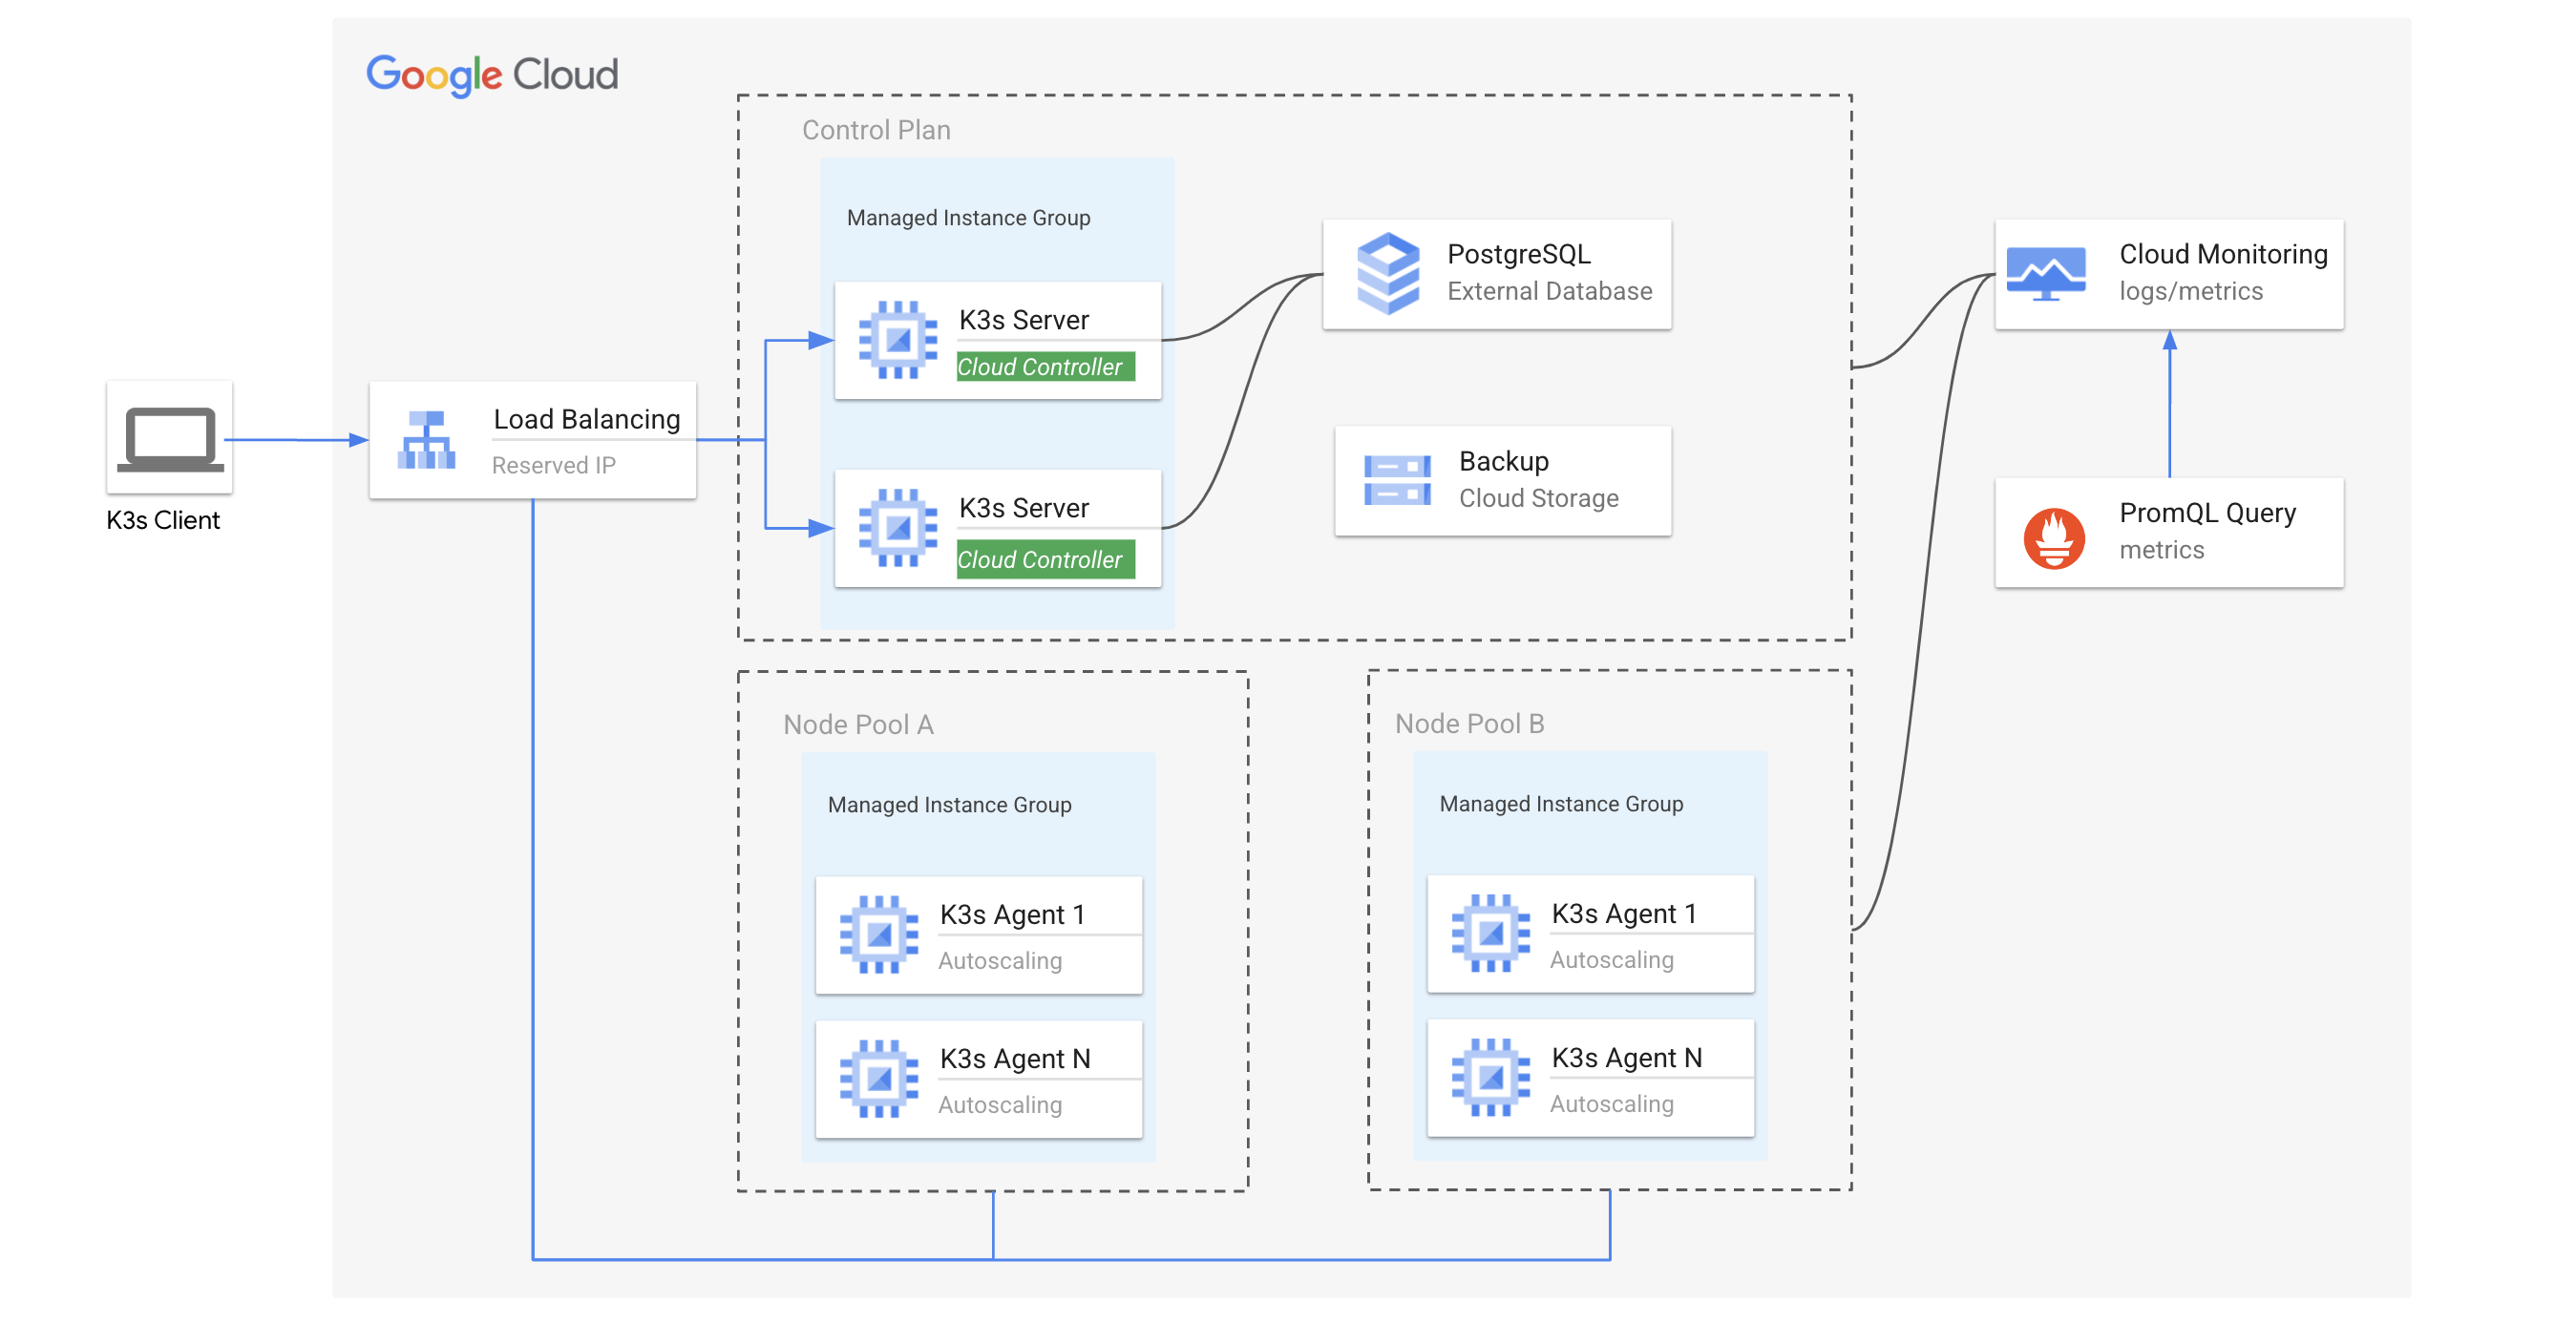 Google Cloud
Control Plan
Managed Instance Group
K3s Server
Cloud Controller
K3s Server
Cloud Controller
PostgreSQL
External Database
Backup
Cloud Storage
Cloud Monitoring
logs/metrics
PromQL Query
metrics
Load Balancing
Reserved IP
K3s Client
Node Pool A
Managed Instance Group
K3s Agent 1
Autoscaling
K3s Agent N
Autoscaling
Node Pool B
Managed Instance Group
K3s Agent 1
Autoscaling
K3s Agent N
Autoscaling